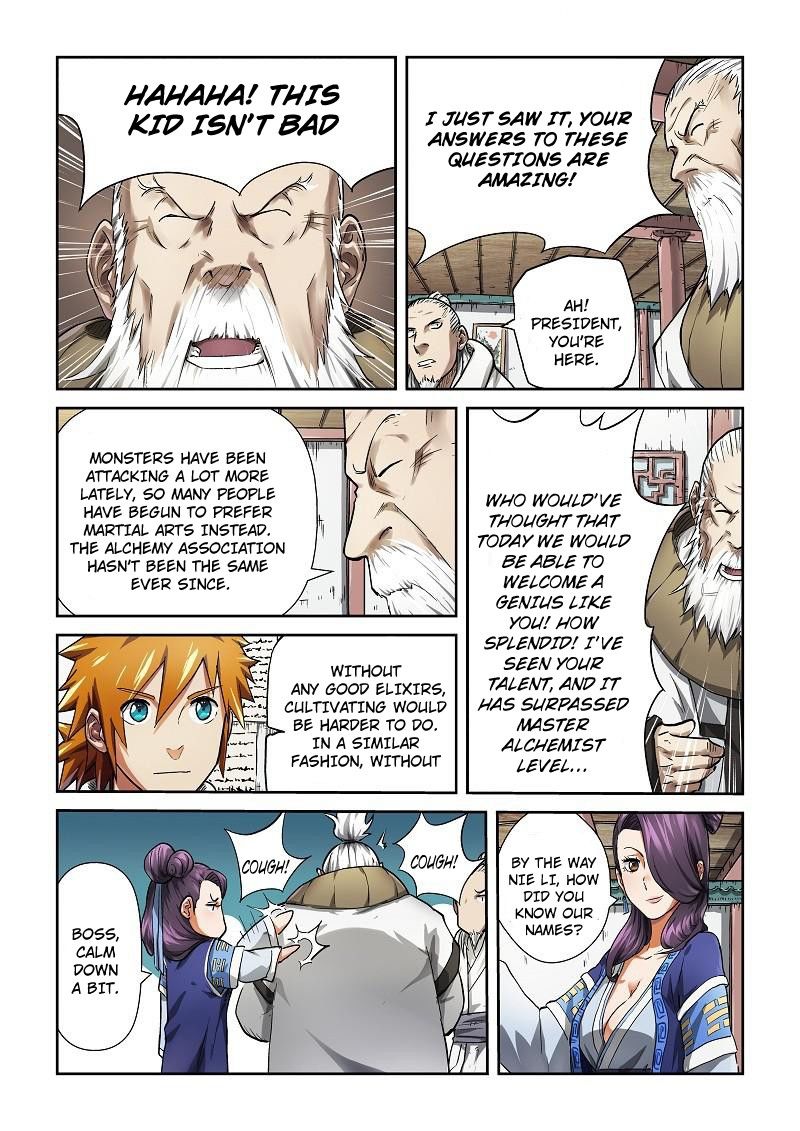 HAHAHA! THIS
KID ISN'T BAD
I JUST SAW IT, YOUR
ANSWERS TO THESE
QUESTIONS ARE
AMAZING!
AH!
PRESIDENT,
YOU'RE
HERE.
MONSTERS HAVE BEEN
ATTACKING A LOT MORE
LATELY, SO MANY PEOPLE
HAVE BEGUN TO PREFER
MARTIAL ARTS INSTEAD.
THE ALCHEMY ASSOCIATION
HASN'T BEEN THE SAME
EVER SINCE.
WITHOUT
ANY GOOD ELIXIRS,
CULTIVATING WOULD
BE HARDER TO DO.
IN A SIMILAR
FASHION, WITHOUT
WHO WOULD'VE
THOUGHT THAT
TODAY WE WOULD
BE ABLE TO
WELCOME A
GENIUS LIKE
YOU! HOW
SPLENDID! I'VE
SEEN YOUR
TALENT, AND IT
HAS SURPASSED
MASTER
ALCHEMIST
LEVEL...
COUGH!
COUGH!
BOSS,
CALM
DOWN
A BIT.
BY THE WAY
NIE LI, HOW
DID YOU
KNOW OUR
NAMES?